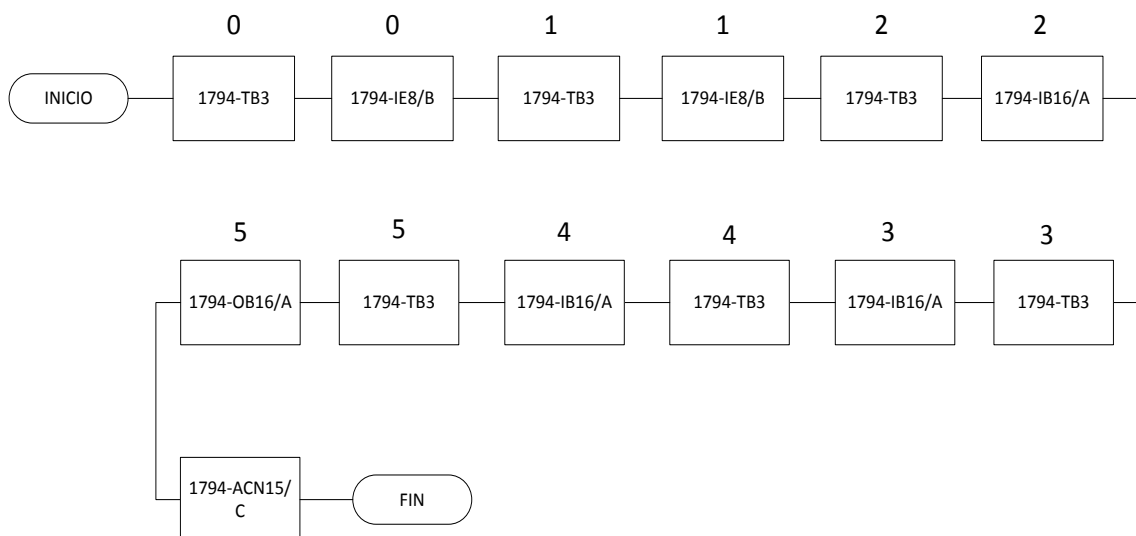 0 0 1 1 2 2
INICIO 1794-TB3 1794-IE8/B 1794-TB3 1794-IE8/B 1794-TB3 1794-IB16/A
5 5 4 4 3 3
1794-OB16/A 1794-TB3 1794-IB16/A 1794-TB3 1794-IB16/A 1794-TB3
1794-ACN15/
C
FIN